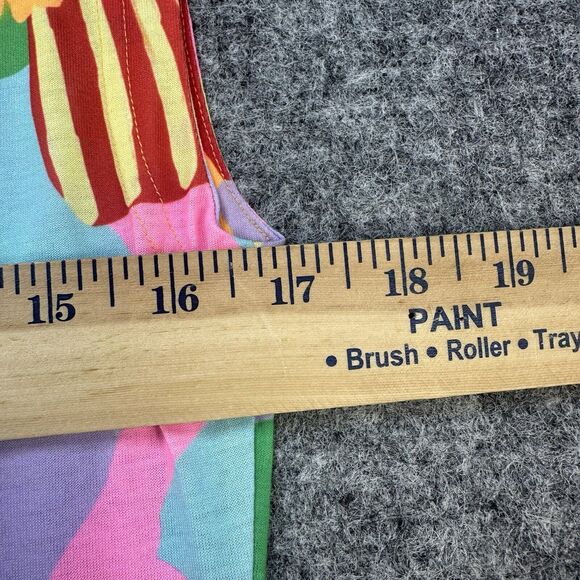 15 16 17 18 19
PAINT
• Brush • Roller • Tray